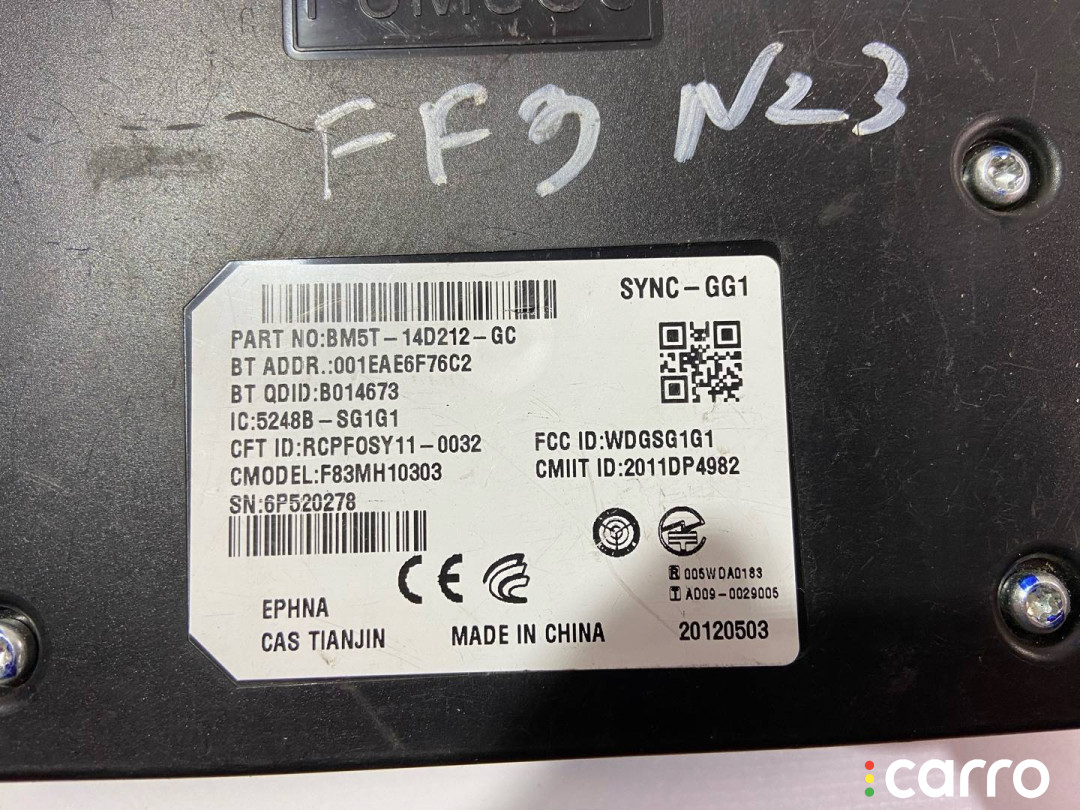 FF3 N23
SYNC-GG1
PART NO:BM5T-14D212-GC
BT ADDR.:001EAE6F76C2
BT QDID:B014673
IC:5248B-SG1G1
CFT ID:RCPFOSY11-0032
FCC ID:WDGSG1G1
CMODEL:F83MH10303
CMIIT ID:2011DP4982
SN:6P520278
CE
R 005WDA0183
T AD09-0029005
EPHNA
CAS TIANJIN
MADE IN CHINA
20120503
carro